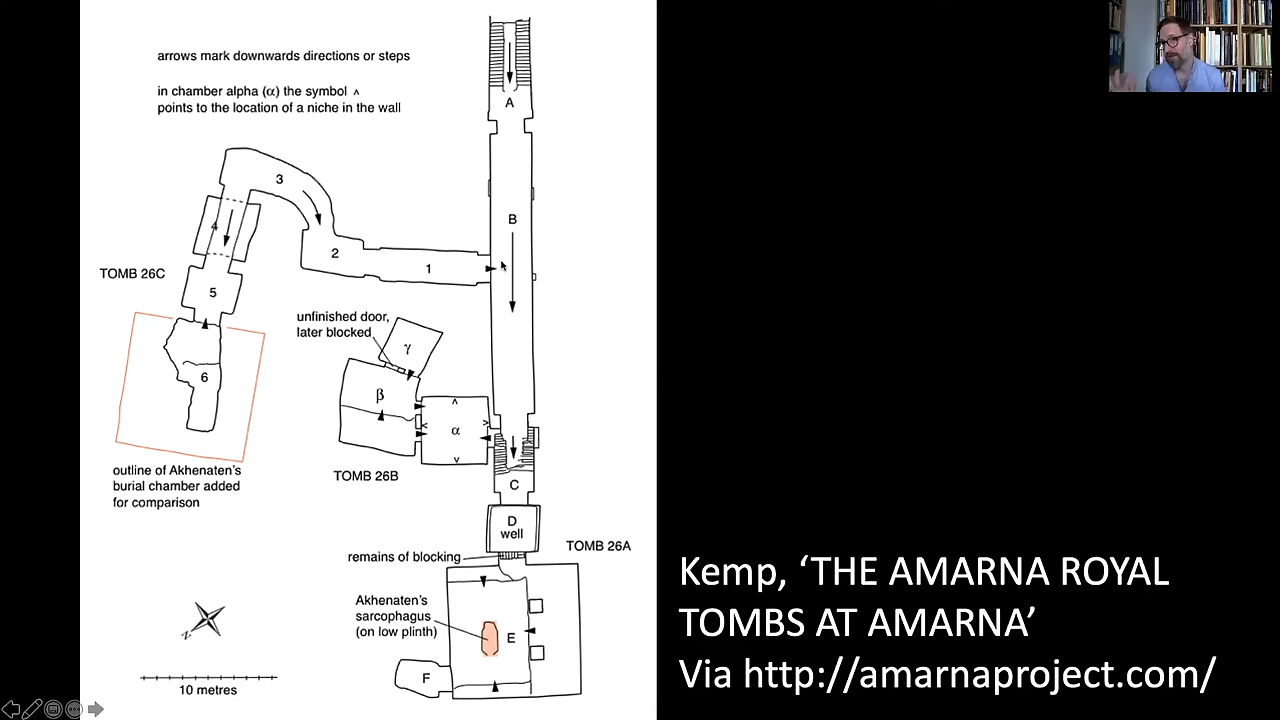 arrows mark downwards directions or steps
in chamber alpha (α) the symbol ^
points to the location of a niche in the wall
A
3
B
4
2
1
TOMB 26C
5
unfinished door,
later blocked
γ
6
β
α
outline of Akhenaten's
burial chamber added
for comparison
TOMB 26B
C
D
well
TOMB 26A
remains of blocking
Akhenaten's
sarcophagus
(on low plinth)
E
F
N
10 metres
Kemp, ‘THE AMARNA ROYAL
TOMBS AT AMARNA’
Via http://amarnaproject.com/